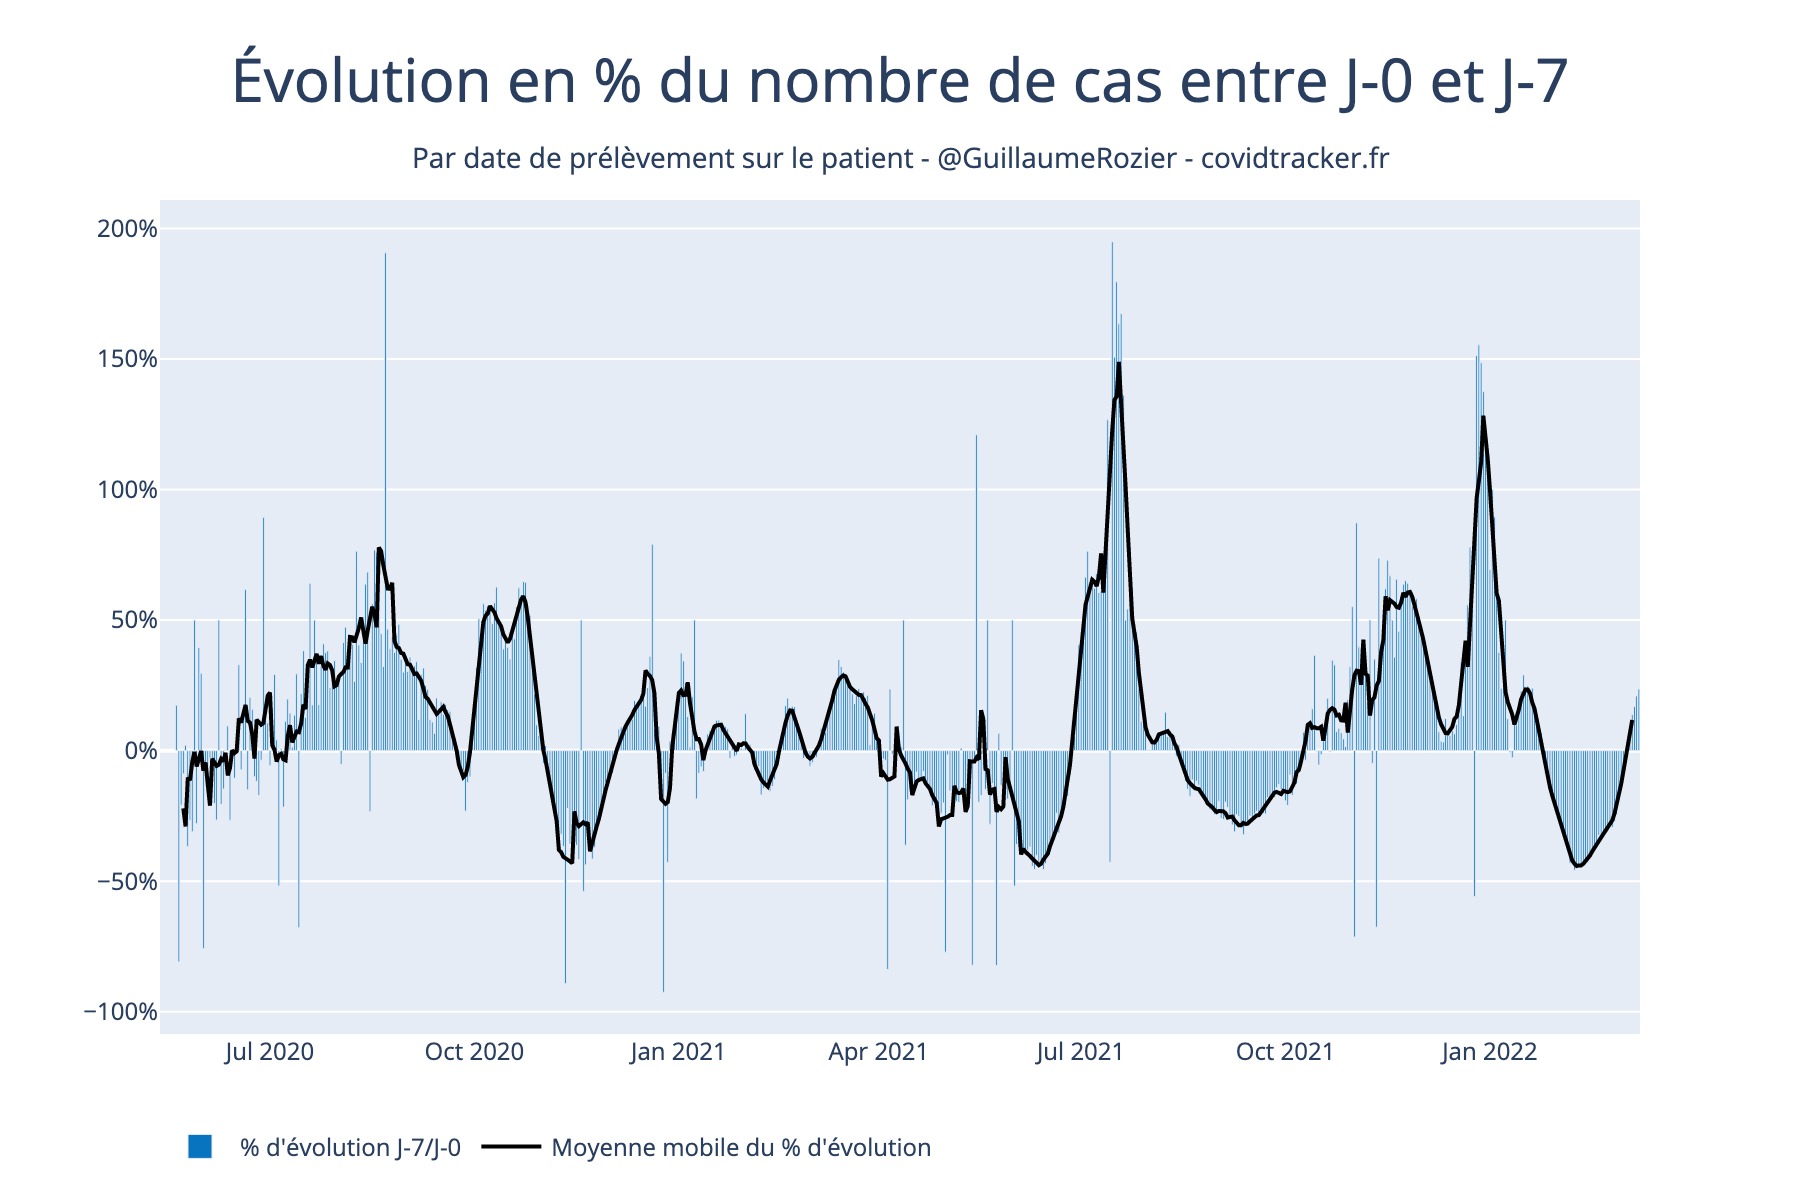 Évolution en % du nombre de cas entre J-0 et J-7
Par date de prélèvement sur le patient - @GuillaumeRozier - covidtracker.fr
200%
150%
100%
50%
0%
−50%
−100%
Jul 2020 Oct 2020 Jan 2021 Apr 2021 Jul 2021 Oct 2021 Jan 2022
% d'évolution J-7/J-0 Moyenne mobile du % d'évolution